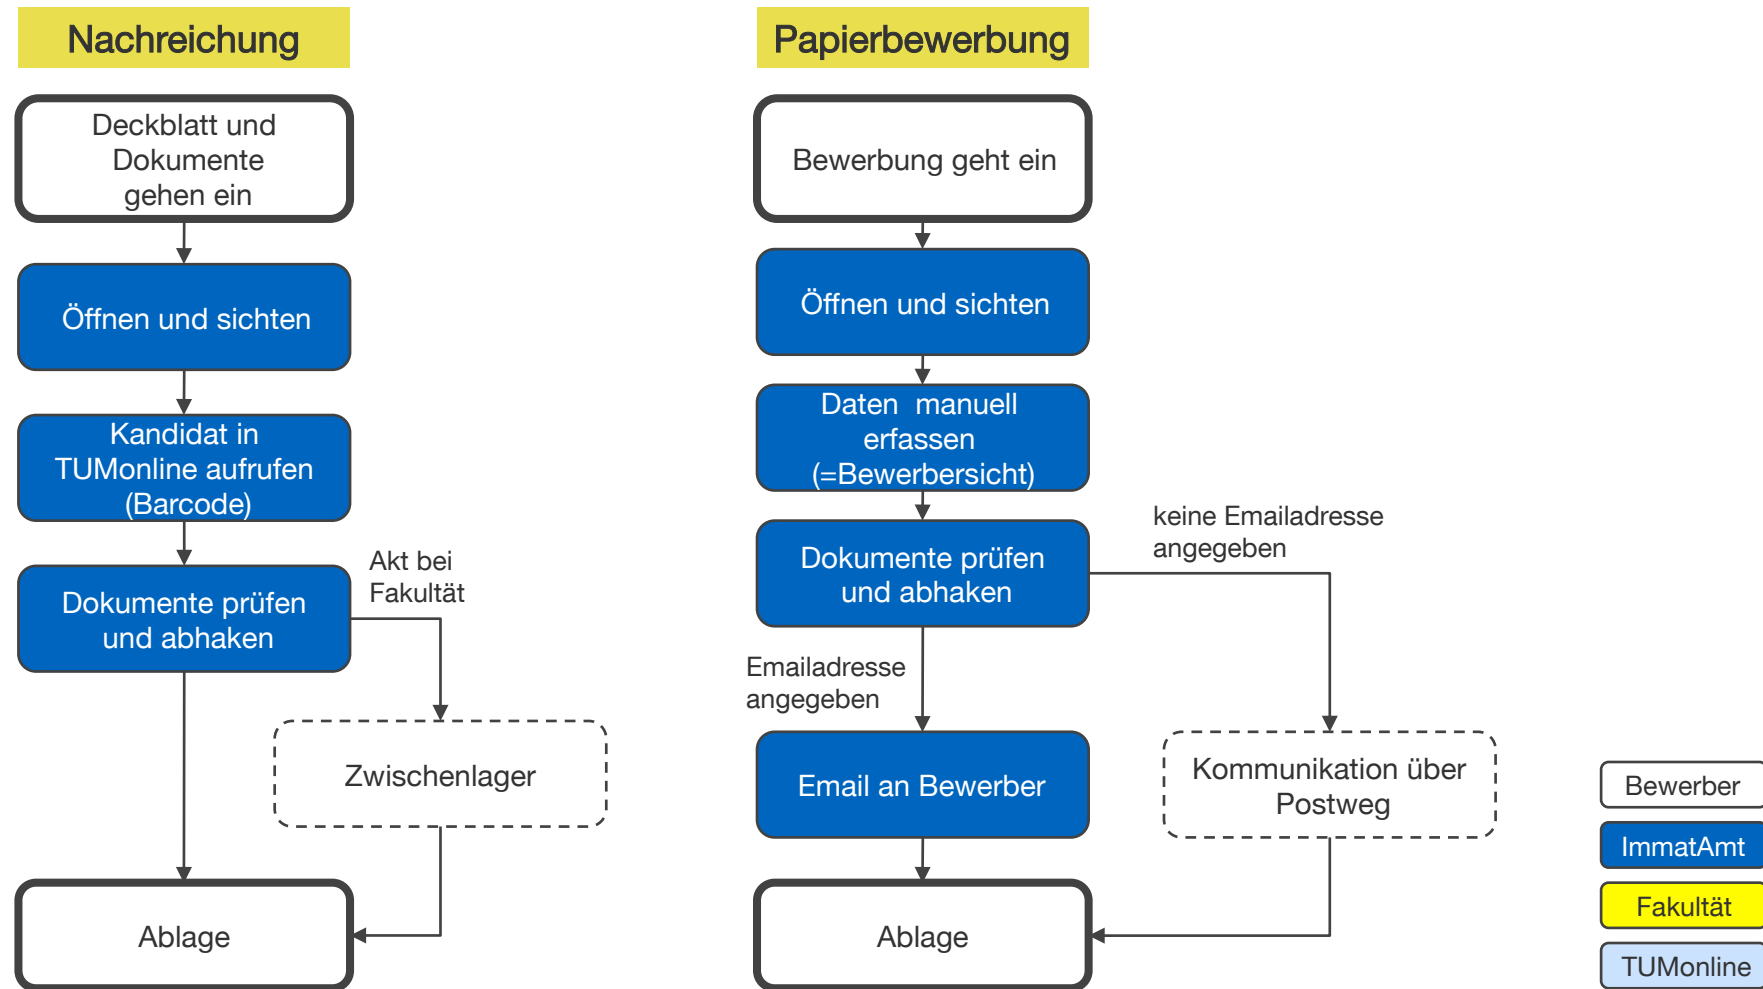 Nachreichung
Deckblatt und
Dokumente
gehen ein
Öffnen und sichten
Kandidat in
TUMonline aufrufen
(Barcode)
Akt bei
Fakultät
Dokumente prüfen
und abhaken
Zwischenlager
Ablage
Papierbewerbung
Bewerbung geht ein
Öffnen und sichten
Daten  manuell
erfassen
(=Bewerbersicht)
keine Emailadresse
angegeben
Dokumente prüfen
und abhaken
Emailadresse
angegeben
Email an Bewerber
Kommunikation über
Postweg
Ablage
Bewerber
ImmatAmt
Fakultät
TUMonline